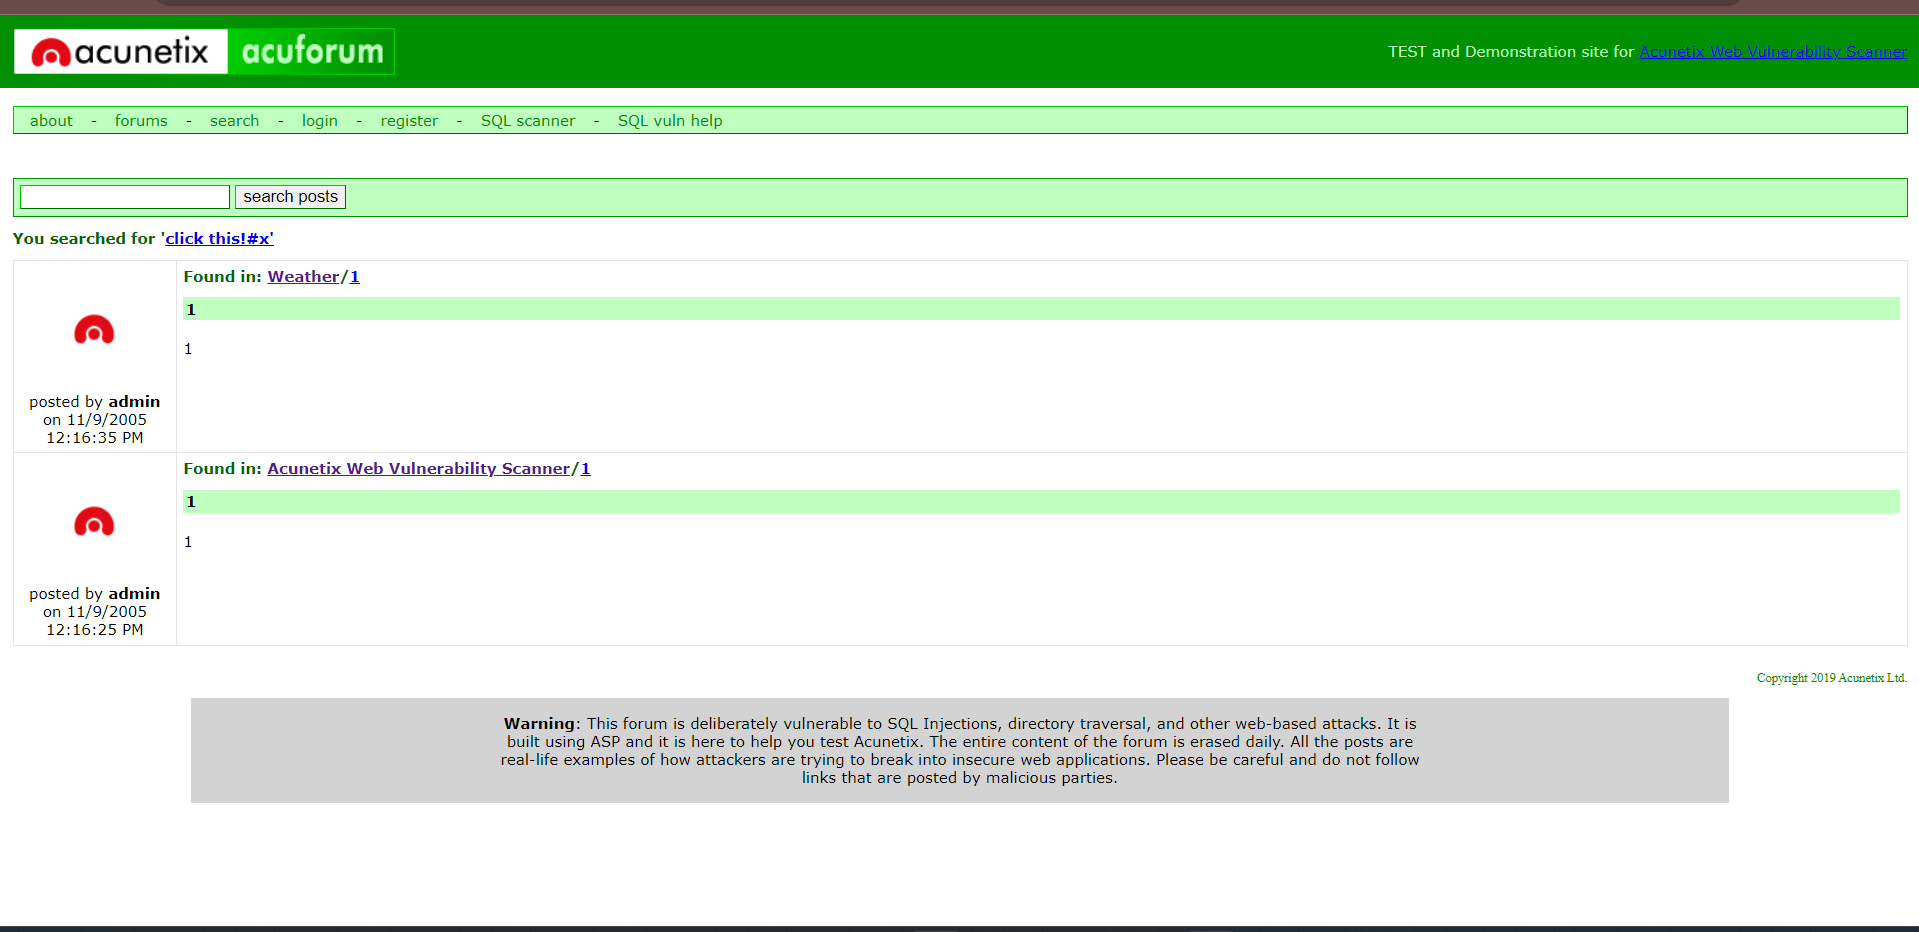 acunetix acuforum
TEST and Demonstration site for Acunetix Web Vulnerability Scanner
about - forums - search - login - register - SQL scanner - SQL vuln help
search posts
You searched for 'click this!#x'
Found in: Weather/1
1
1
posted by admin
on 11/9/2005
12:16:35 PM
Found in: Acunetix Web Vulnerability Scanner/1
1
1
posted by admin
on 11/9/2005
12:16:25 PM
Copyright 2019 Acunetix Ltd.
Warning: This forum is deliberately vulnerable to SQL Injections, directory traversal, and other web-based attacks. It is
built using ASP and it is here to help you test Acunetix. The entire content of the forum is erased daily. All the posts are
real-life examples of how attackers are trying to break into insecure web applications. Please be careful and do not follow
links that are posted by malicious parties.